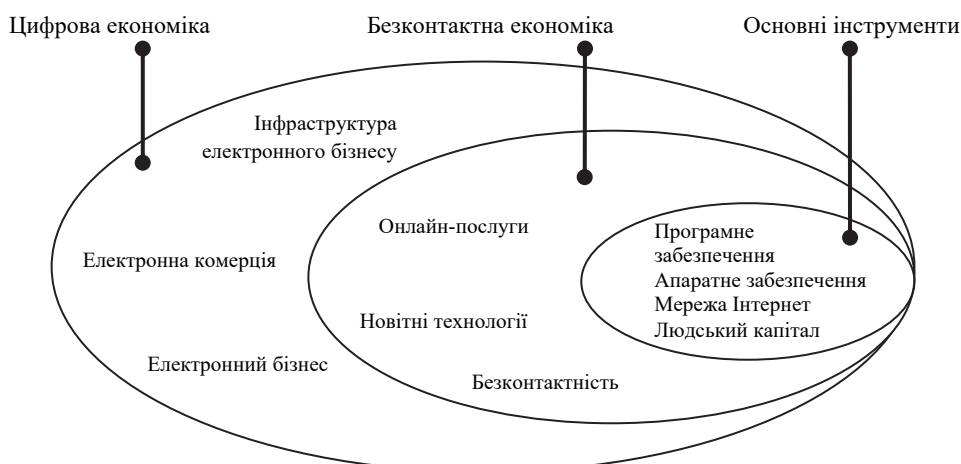 Цифрова економіка
Безконтактна економіка
Основні інструменти
Інфраструктура
електронного бізнесу
Електронна комерція
Електронний бізнес
Онлайн-послуги
Новітні технології
Безконтактність
Програмне
забезпечення
Апаратне забезпечення
Мережа Інтернет
Людський капітал